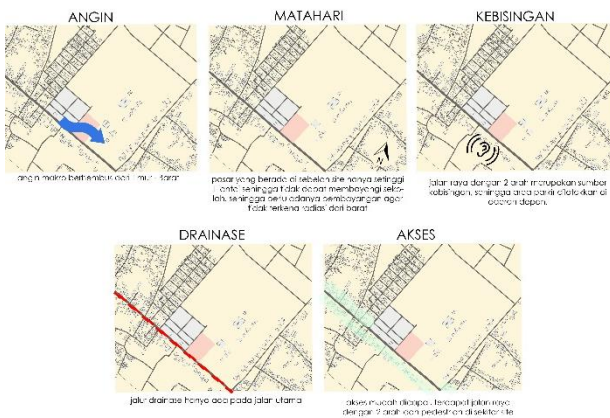 ANGIN
MATAHARI
KEBISINGAN
angin makro berhembus dari Timur - Barat
pasar yang berada di sebelah site hanya setinggi
1 lantai sehingga tidak dapat membayangi seko-
lah, sehingga perlu adanya pembayangan agar
tidak terkena radiasi dari barat
N
jalan raya dengan 2 arah merupakan sumber
kebisingan, sehingga area parkir diletakkan di
daerah depan.
DRAINASE
AKSES
jalur drainase hanya ada pada jalan utama
akses mudah dicapai, terdapat jalan raya
dengan 2 arah dan pedestrian di sekitar site